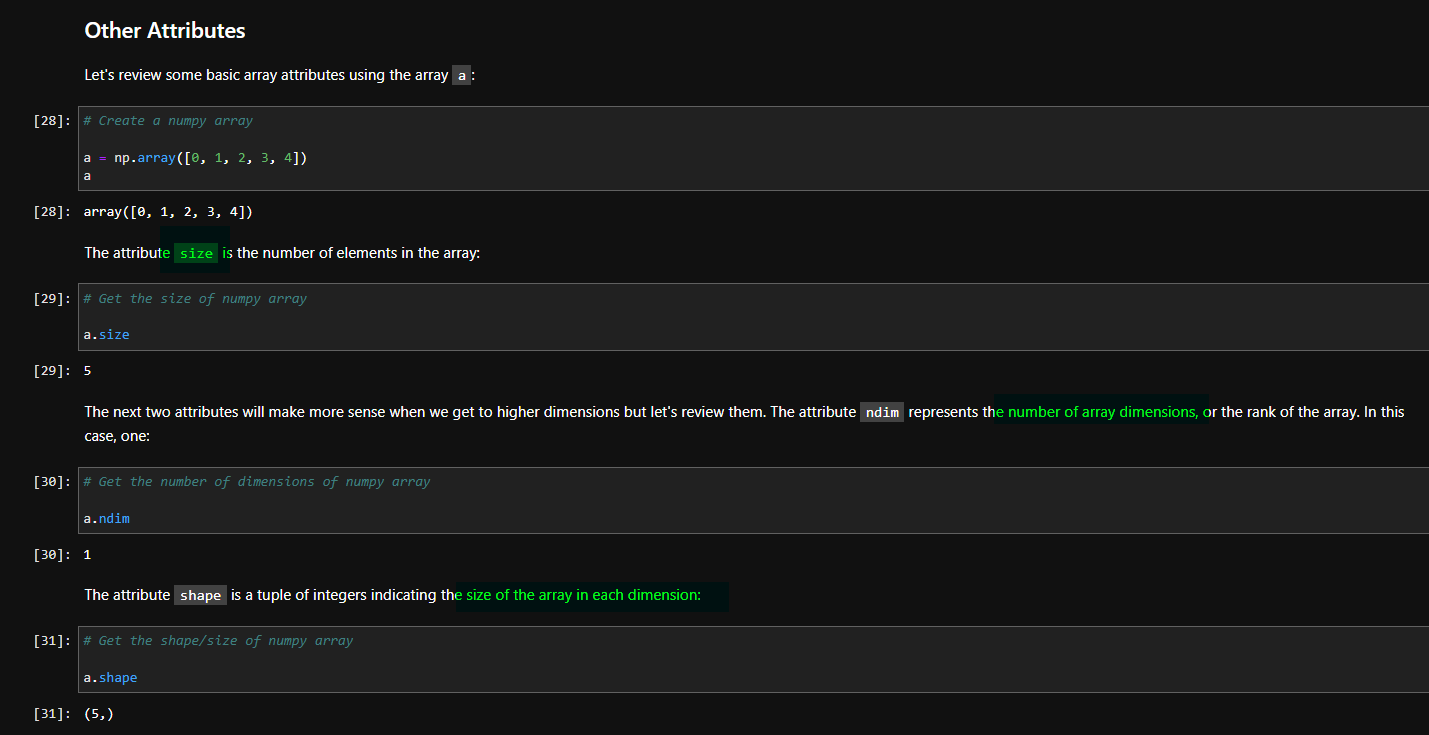 Other Attributes
Let's review some basic array attributes using the array a:
[28]: # Create a numpy array
a = np.array([0, 1, 2, 3, 4])
a
[28]: array([0, 1, 2, 3, 4])
The attribute size is the number of elements in the array:
[29]: # Get the size of numpy array
a.size
[29]: 5
The next two attributes will make more sense when we get to higher dimensions but let's review them. The attribute ndim represents the number of array dimensions, or the rank of the array. In this
case, one:
[30]: # Get the number of dimensions of numpy array
a.ndim
[30]: 1
The attribute shape is a tuple of integers indicating the size of the array in each dimension:
[31]: # Get the shape/size of numpy array
a.shape
[31]: (5,)